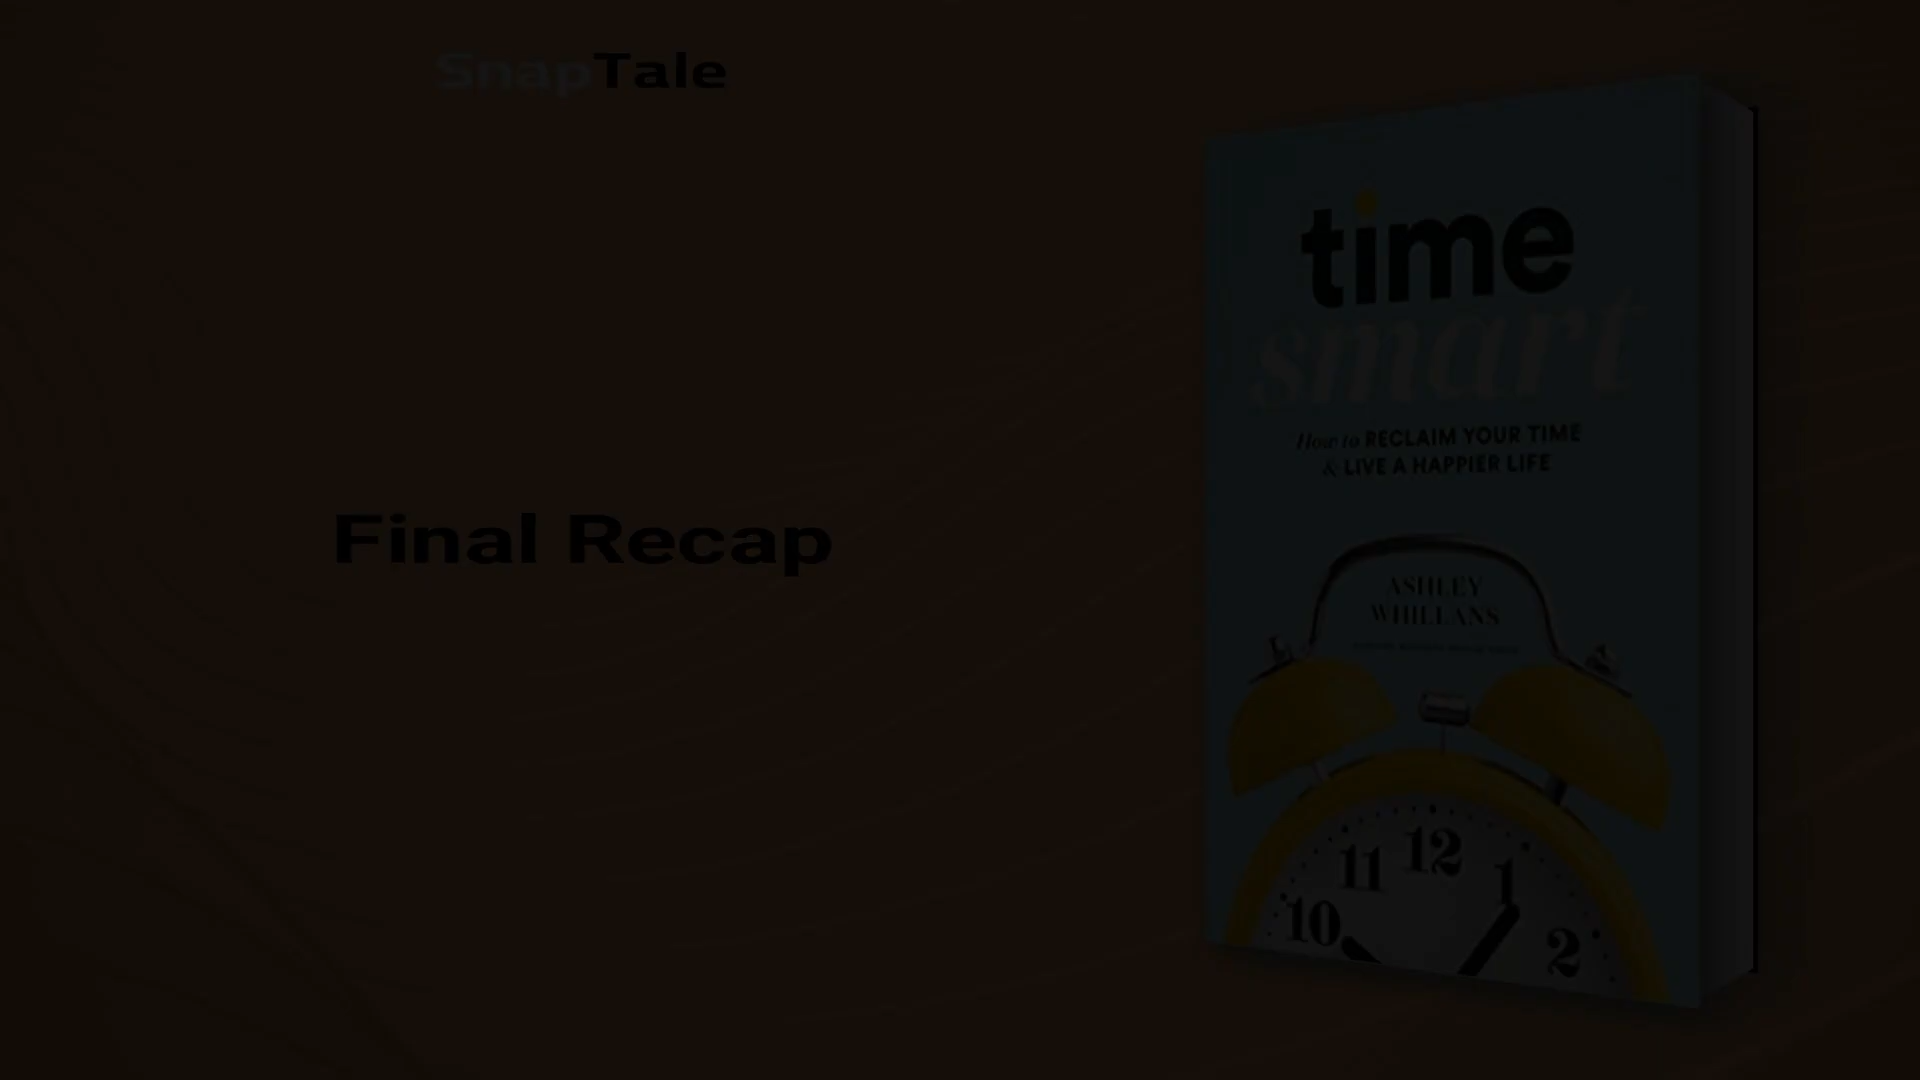 SnapTale
Final Recap
time
smart
How to RECLAIM YOUR TIME
& LIVE A HAPPIER LIFE
ASHLEY
WHILLANS
12
11
1
10
2